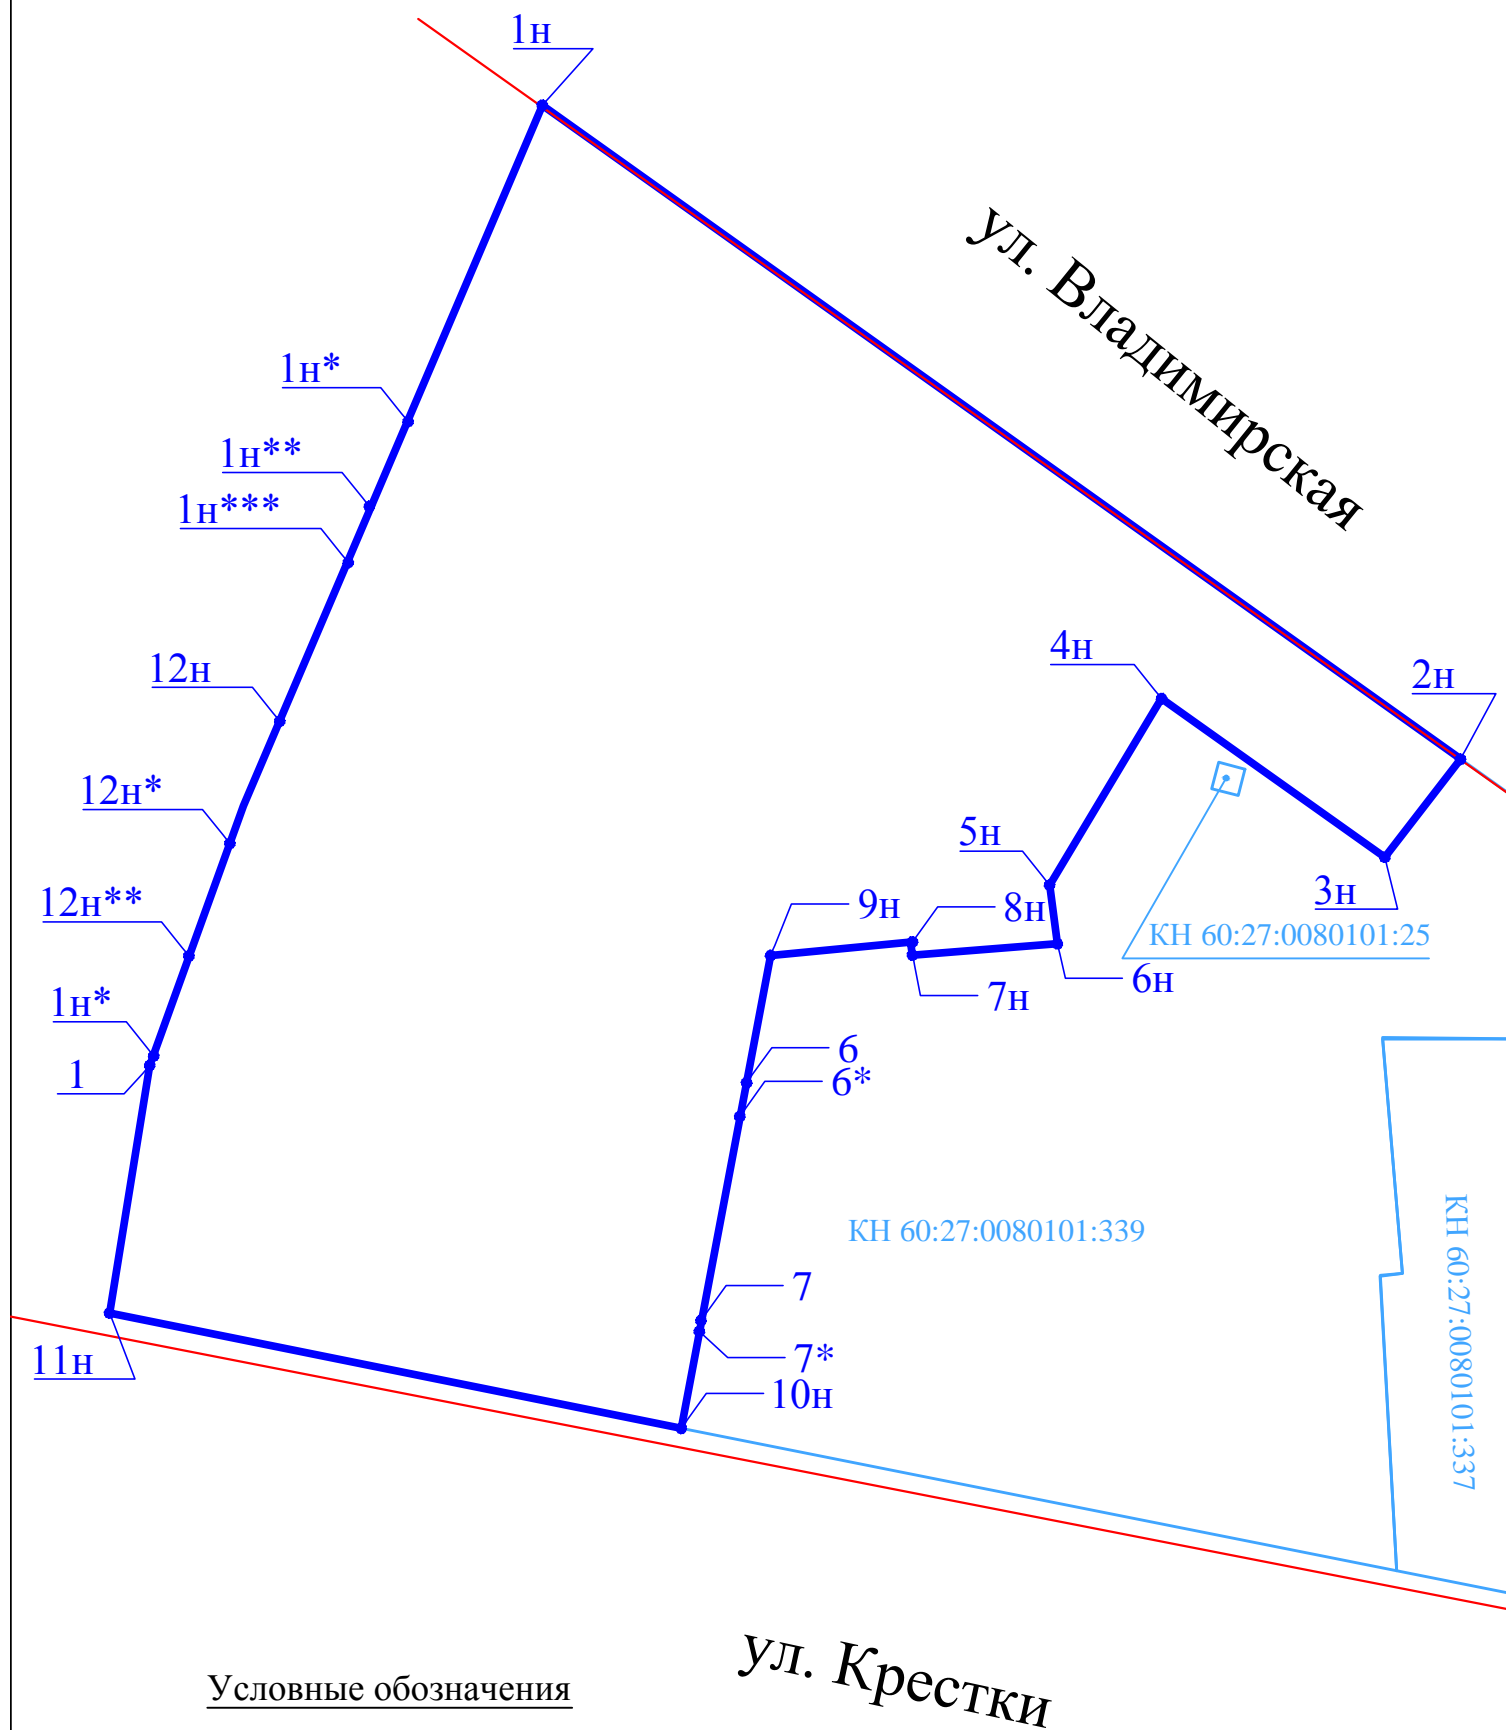 1н
ул. Владимирская
1н*
1н**
1н***
4н
12н
2н
12н*
5н
3н
12н**
9н
8н
КН 60:27:0080101:25
6н
7н
1н*
6
1
6*
КН 60:27:0080101:339
КН 60:27:0080101:337
7
7*
11н
10н
ул. Крестки
Условные обозначения